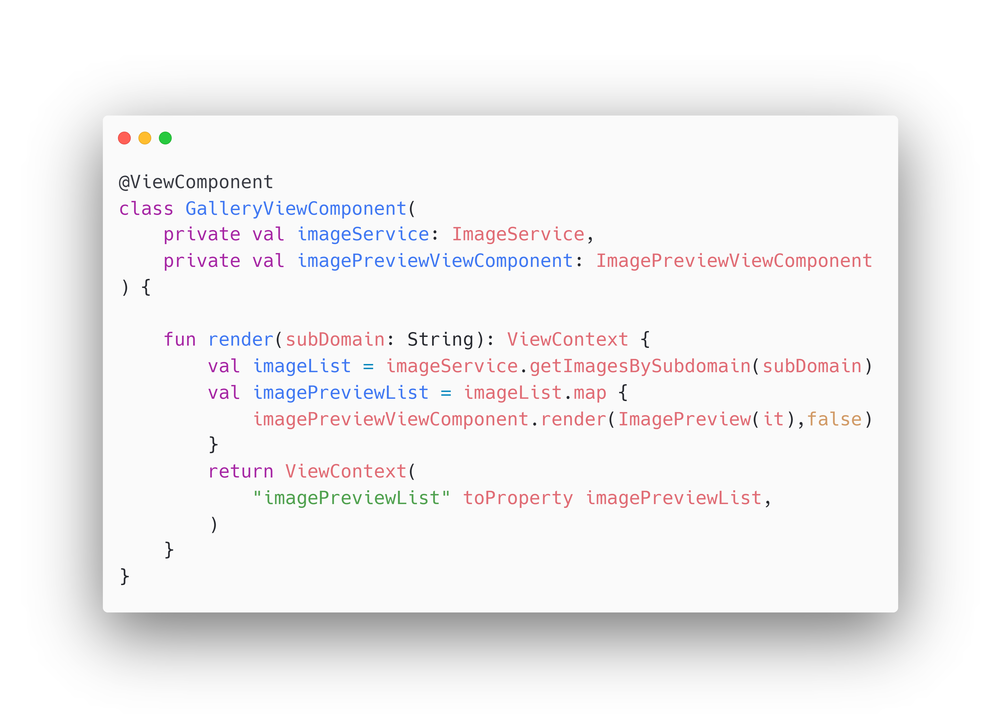 @ViewComponent
class GalleryViewComponent(
    private val imageService: ImageService,
    private val imagePreviewViewComponent: ImagePreviewViewComponent
) {

    fun render(subDomain: String): ViewContext {
        val imageList = imageService.getImagesBySubdomain(subDomain)
        val imagePreviewList = imageList.map {
            imagePreviewViewComponent.render(ImagePreview(it),false)
        }
        return ViewContext(
            "imagePreviewList" toProperty imagePreviewList,
        )
    }
}